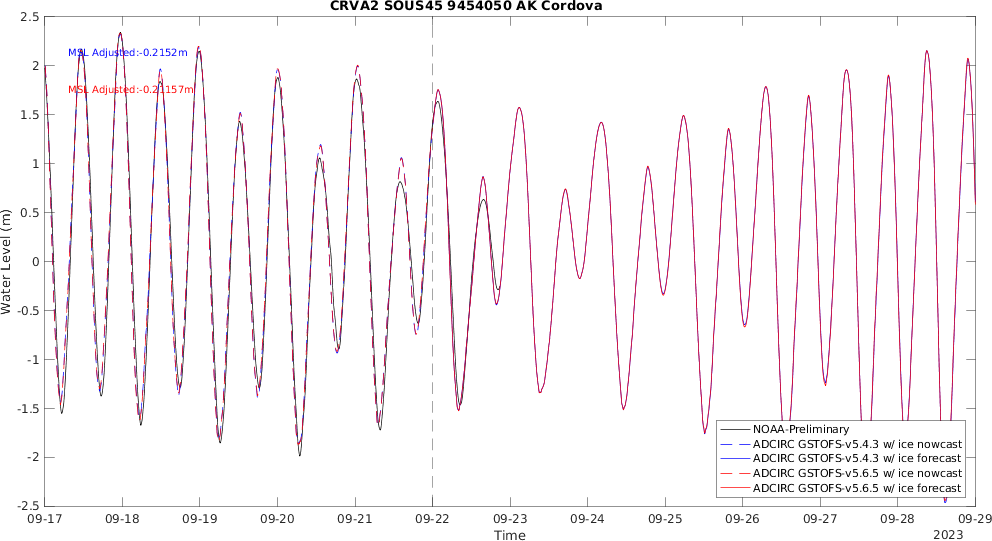 CRVA2 SOUS45 9454050 AK Cordova
2.5
2
1.5
1
0.5
0
-0.5
-1
-1.5
-2
-2.5
Water Level (m)
MSL Adjusted:-0.2152m
MSL Adjusted:-0.21157m
NOAA-Preliminary
ADCIRC GSTOFS-v5.4.3 w/ ice nowcast
ADCIRC GSTOFS-v5.4.3 w/ ice forecast
ADCIRC GSTOFS-v5.6.5 w/ ice nowcast
ADCIRC GSTOFS-v5.6.5 w/ ice forecast
09-17 09-18 09-19 09-20 09-21 09-22 09-23 09-24 09-25 09-26 09-27 09-28 09-29
Time
2023